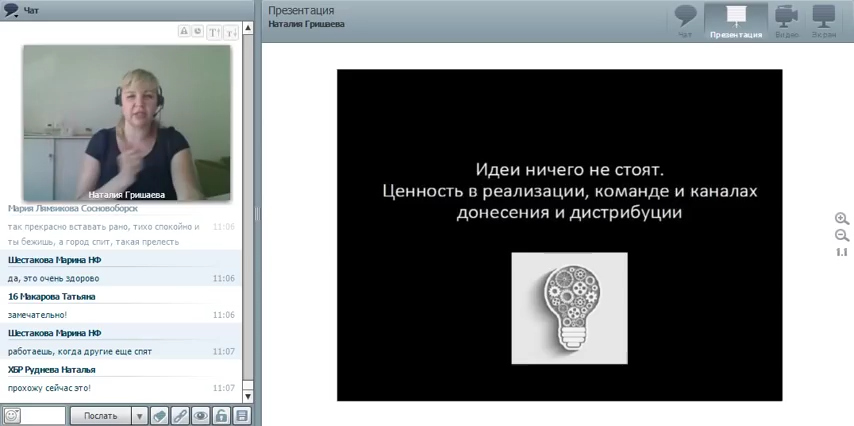 Чат
Наталия Гришаева
Мария Лямзикова Сосновоборск
так прекрасно вставать рано, тихо спокойно и
11:06
ты бежишь, а город спит, такая прелесть
Шестакова Марина НФ
да, это очень здорово
11:06
16 Макарова Татьяна
замечательно!
11:06
Шестакова Марина НФ
работаешь, когда другие еще спят
11:07
ХБР Руднева Наталья
прохожу сейчас это!
11:07
Послать
Презентация
Наталия Гришаева
Чат
Презентация
Видео
Экран
Идеи ничего не стоят.
Ценность в реализации, команде и каналах
донесения и дистрибуции
1.1